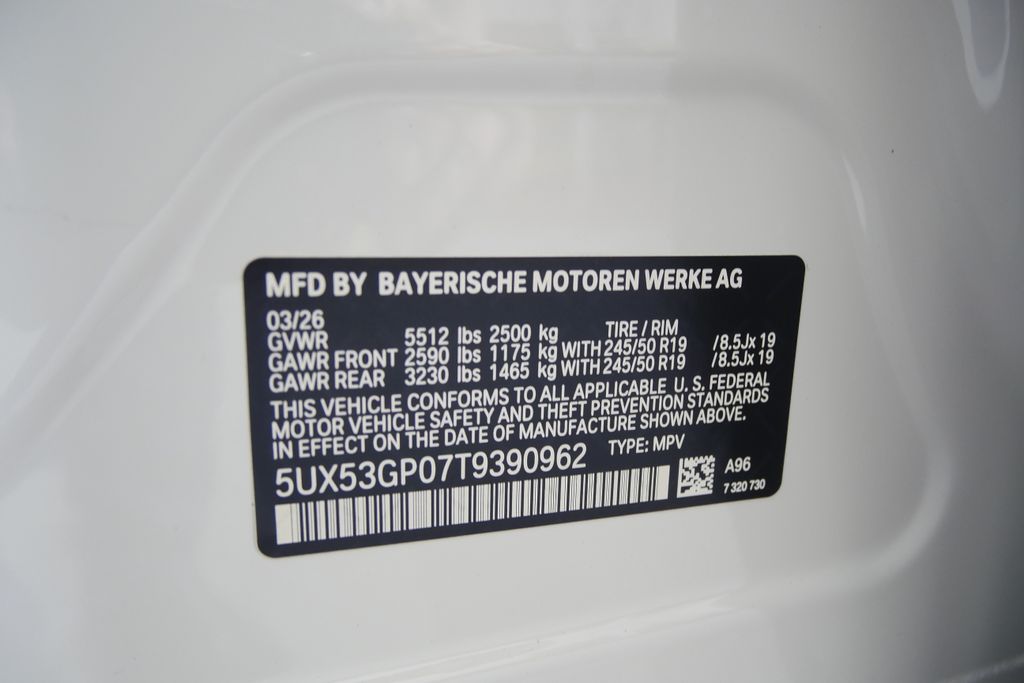 MFD BY BAYERISCHE MOTOREN WERKE AG
03/26
GVWR 5512 lbs 2500 kg TIRE / RIM
GAWR FRONT 2590 lbs 1175 kg WITH 245/50 R19 /8.5Jx 19
GAWR REAR 3230 lbs 1465 kg WITH 245/50 R19 /8.5Jx 19
THIS VEHICLE CONFORMS TO ALL APPLICABLE U. S. FEDERAL
MOTOR VEHICLE SAFETY AND THEFT PREVENTION STANDARDS
IN EFFECT ON THE DATE OF MANUFACTURE SHOWN ABOVE.
5UX53GP07T9390962 TYPE: MPV
A96
7 320 730